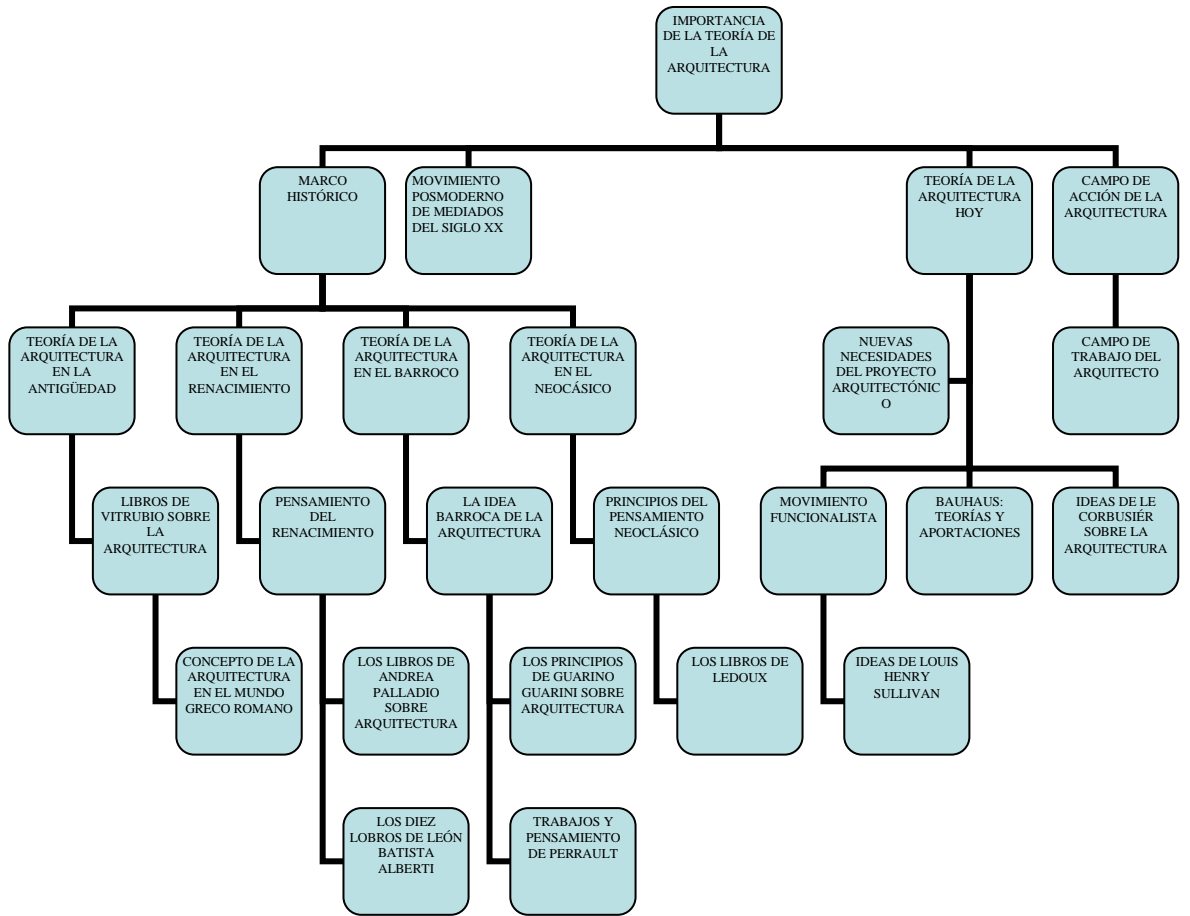 IMPORTANCIA
DE LA TEORÍA DE
LA
ARQUITECTURA
MARCO
HISTÓRICO
MOVIMIENTO
POSMODERNO
DE MEDIADOS
DEL SIGLO XX
TEORÍA DE LA
ARQUITECTURA
HOY
CAMPO DE
ACCIÓN DE LA
ARQUITECTURA
TEORÍA DE LA
ARQUITECTURA
EN LA
ANTIGÜEDAD
TEORÍA DE LA
ARQUITECTURA
EN EL
RENACIMIENTO
TEORÍA DE LA
ARQUITECTURA
EN EL BARROCO
TEORÍA DE LA
ARQUITECTURA
EN EL
NEOCÁSICO
NUEVAS
NECESIDADES
DEL PROYECTO
ARQUITECTÓNIC
O
CAMPO DE
TRABAJO DEL
ARQUITECTO
LIBROS DE
VITRUBIO SOBRE
LA
ARQUITECTURA
PENSAMIENTO
DEL
RENACIMIENTO
LA IDEA
BARROCA DE LA
ARQUITECTURA
PRINCIPIOS DEL
PENSAMIENTO
NEOCLÁSICO
MOVIMIENTO
FUNCIONALISTA
BAUHAUS:
TEORÍAS Y
APORTACIONES
IDEAS DE LE
CORBUSIÉR
SOBRE LA
ARQUITECTURA
CONCEPTO DE LA
ARQUITECTURA
EN EL MUNDO
GRECO ROMANO
LOS LIBROS DE
ANDREA
PALLADIO
SOBRE
ARQUITECTURA
LOS PRINCIPIOS
DE GUARINO
GUARINI SOBRE
ARQUITECTURA
LOS LIBROS DE
LEDOUX
IDEAS DE LOUIS
HENRY
SULLIVAN
LOS DIEZ
LOBROS DE LEÓN
BATISTA
ALBERTI
TRABAJOS Y
PENSAMIENTO
DE PERRAULT